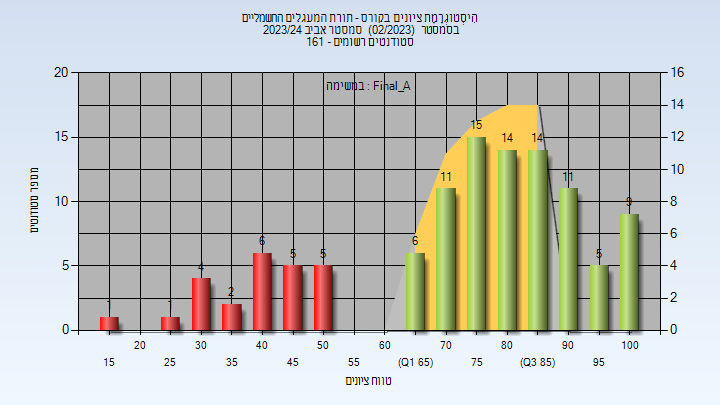 היסטוגרמת ציונים בקורס - תורת המעגלים החשמליים
בסמסטר (02/2023) סמסטר אביב 2023/24
סטודנטים רשומים - 161
במשימה : Final_A
20 15 10 5 0
16 14 12 10 8 6 4 2 0
מספר סטודנטים
1 1 4 2 6 5 5 6 11 15 14 14 11 5 9
20 30 40 50 60 70 80 90 100
15 25 35 45 55 (Q1 65) 75 (Q3 85) 95
טווח ציונים